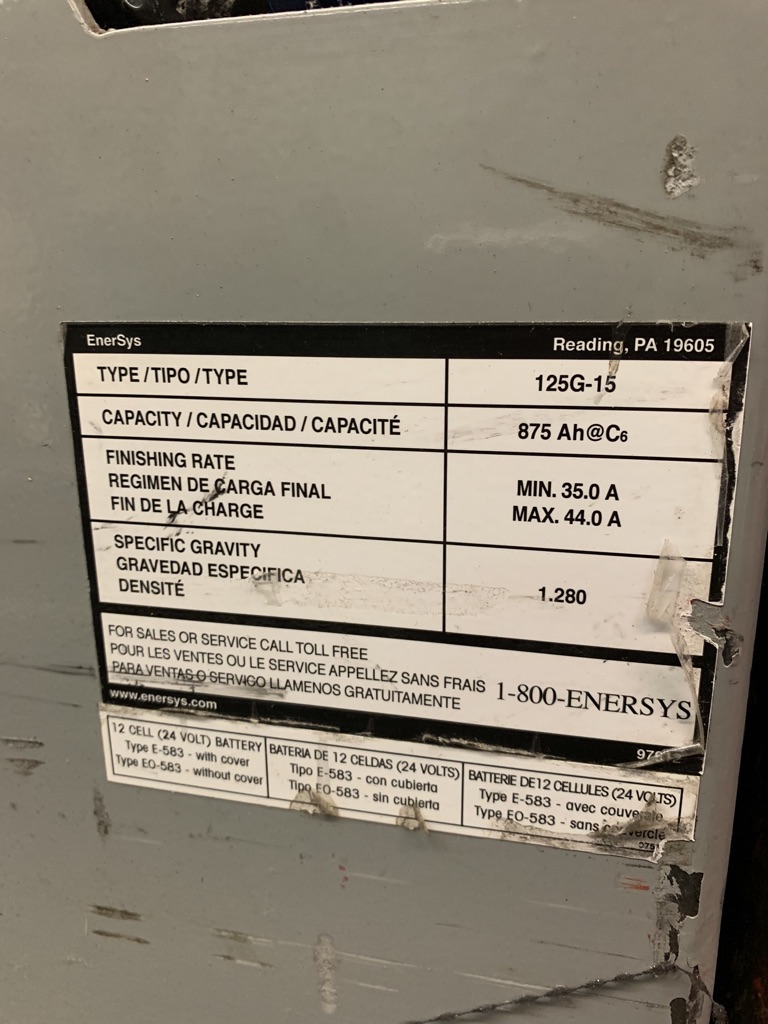 EnerSys
Reading, PA 19605
TYPE / TIPO / TYPE
125G-15
CAPACITY / CAPACIDAD / CAPACITÉ
875 Ah@C6
FINISHING RATE
REGIMEN DE CARGA FINAL
FIN DE LA CHARGE
MIN. 35.0 A
MAX. 44.0 A
SPECIFIC GRAVITY
GRAVEDAD ESPECIFICA
DENSITÉ
1.280
FOR SALES OR SERVICE CALL TOLL FREE
POUR LES VENTES OU LE SERVICE APPELLEZ SANS FRAIS
PARA VENTAS O SERVIGO LLAMENOS GRATUITAMENTE
1-800-ENERSYS
www.enersys.com
12 CELL (24 VOLT) BATTERY
Type E-583 - with cover
Type EO-583 - without cover
BATERIA DE 12 CELDAS (24 VOLTS)
Tipo E-583 - con cubierta
Tipo EO-583 - sin cubierta
BATTERIE DE 12 CELLULES (24 VOLTS)
Type E-583 - avec couvercle
Type EO-583 - sans couvercle